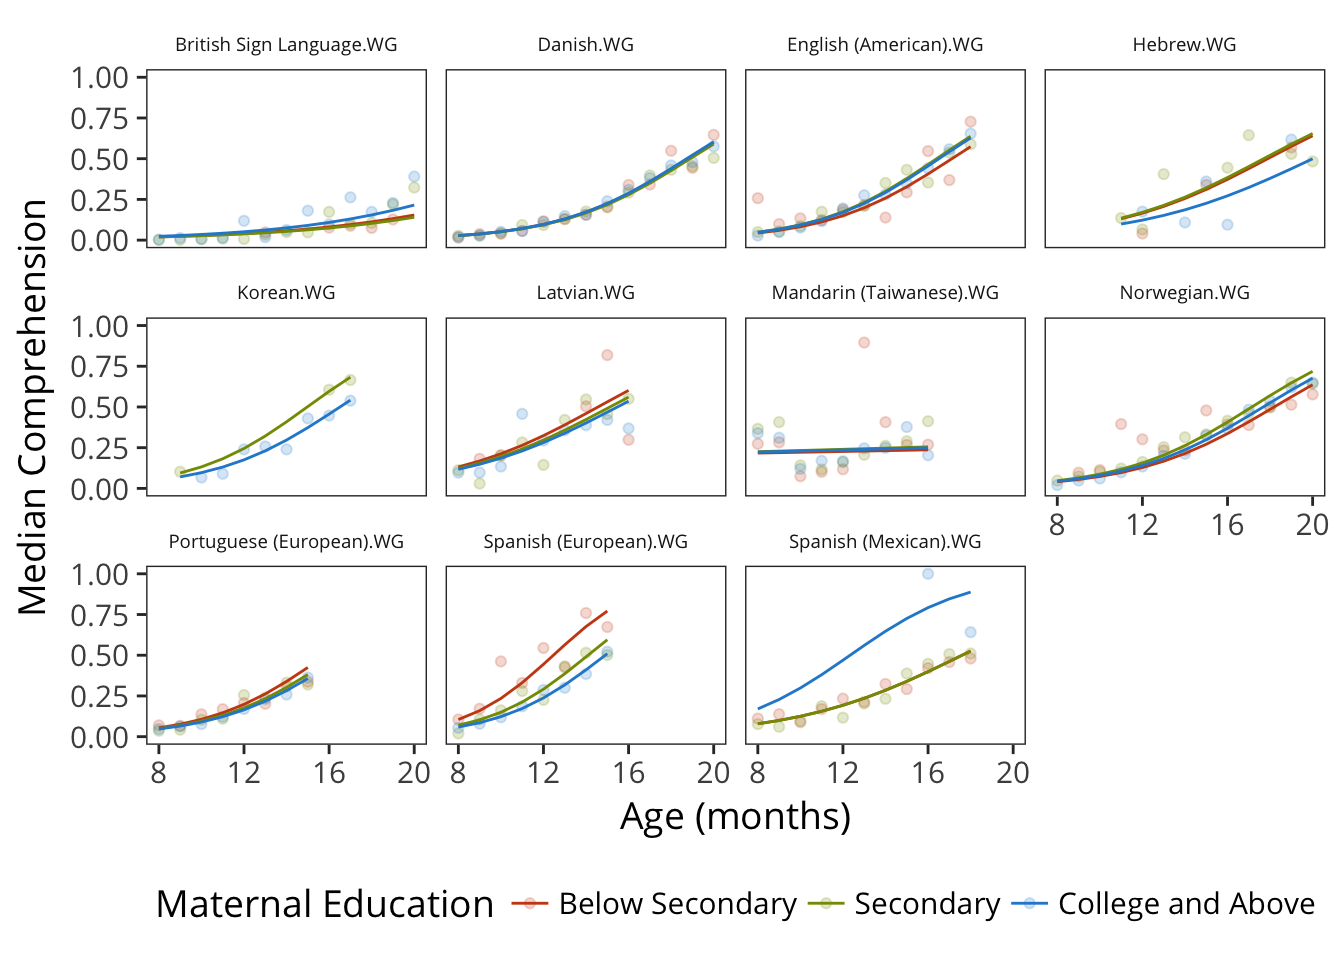 British Sign Language.WG Danish.WG English (American).WG Hebrew.WG
1.00
0.75
0.50
0.25
0.00
Korean.WG Latvian.WG Mandarin (Taiwanese).WG Norwegian.WG
1.00
0.75
0.50
0.25
0.00
8 12 16 20
Portuguese (European).WG Spanish (European).WG Spanish (Mexican).WG
1.00
0.75
0.50
0.25
0.00
8 12 16 20 8 12 16 20 8 12 16 20
Median Comprehension
Age (months)
Maternal Education Below Secondary Secondary College and Above